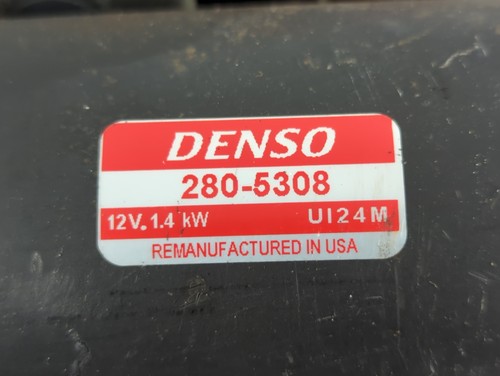 DENSO
280-5308
12V. 1.4 kW UI24M
REMANUFACTURED IN USA